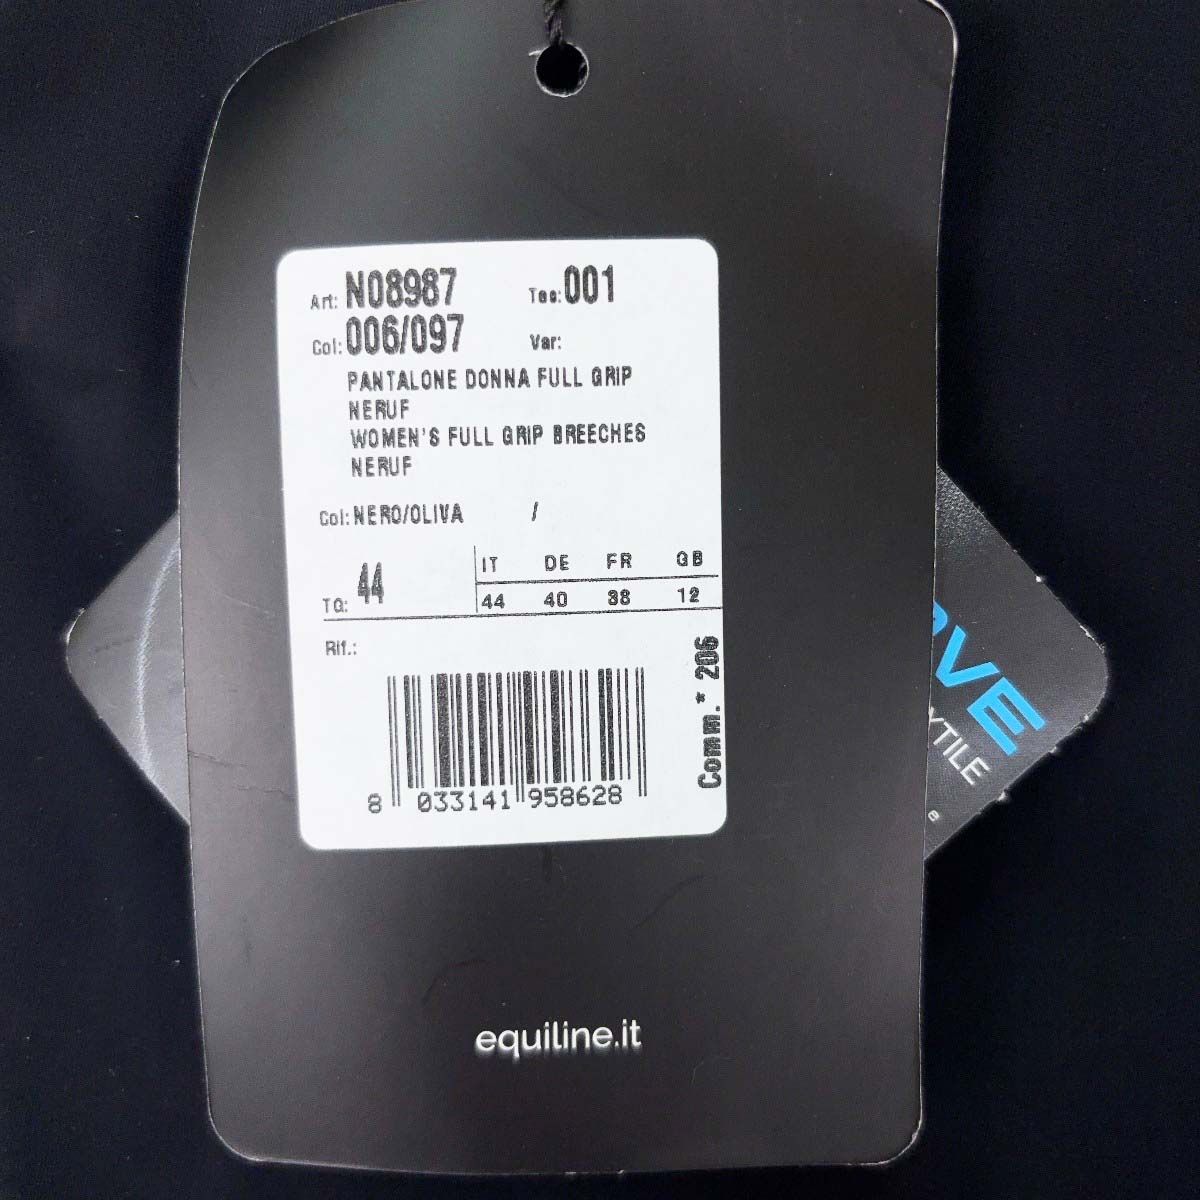 Art: N08987 Tes: 001
Col: 006/097 Var:
PANTALONE DONNA FULL GRIP
NERUF
WOMEN'S FULL GRIP BREECHES
NERUF
Col: NERO/OLIVA /
TG: 44
IT DE FR GB
44 40 38 12
Rif.:
Comm.* 206
8 033141 958628
equiline.it
OVE
YTILE
e